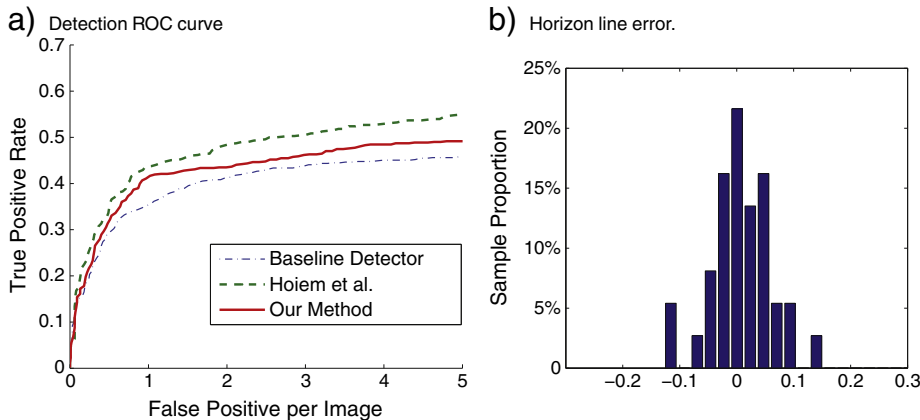 a) Detection ROC curve
0.7
0.6
0.5
0.4
0.3
0.2
0.1
0
True Positive Rate
Baseline Detector
Hoiem et al.
Our Method
0 1 2 3 4 5
False Positive per Image
b) Horizon line error.
25%
20%
15%
10%
5%
0
Sample Proportion
−0.2 −0.1 0 0.1 0.2 0.3